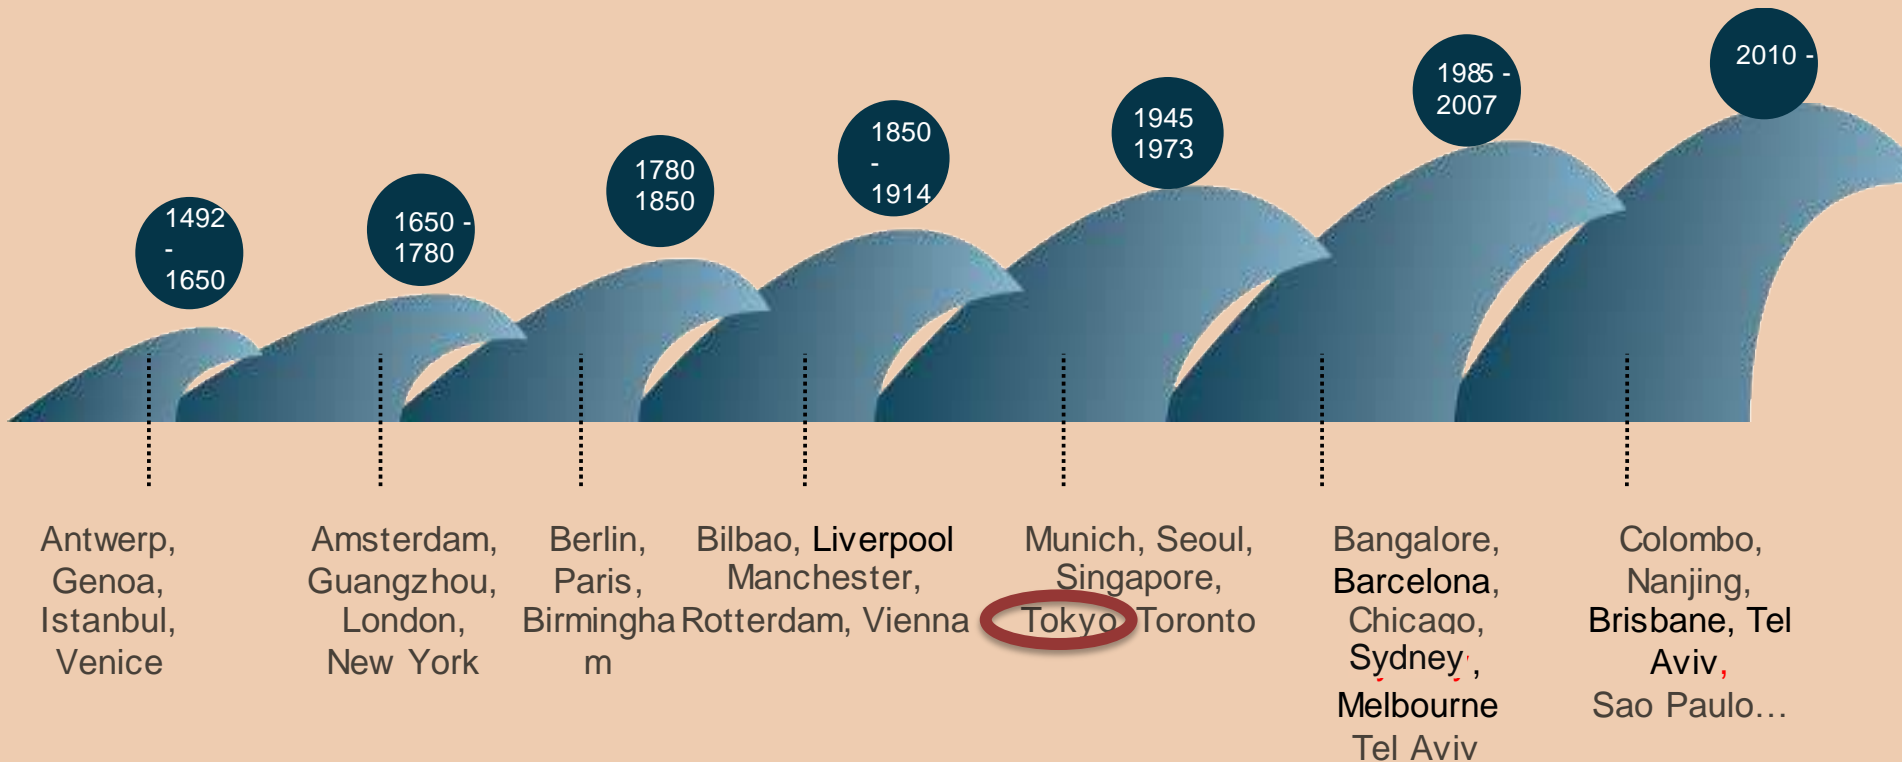 1492
-
1650
1650 -
1780
1780
1850
1850
-
1914
1945
1973
1985 -
2007
2010 -
Antwerp,
Genoa,
Istanbul,
Venice
Amsterdam,
Guangzhou,
London,
New York
Berlin,
Paris,
Birmingha
m
Bilbao, Liverpool
Manchester,
Rotterdam, Vienna
Munich, Seoul,
Singapore,
Tokyo, Toronto
Bangalore,
Barcelona,
Chicago,
Sydney,
Melbourne
Tel Aviv
Colombo,
Nanjing,
Brisbane, Tel
Aviv,
Sao Paulo…